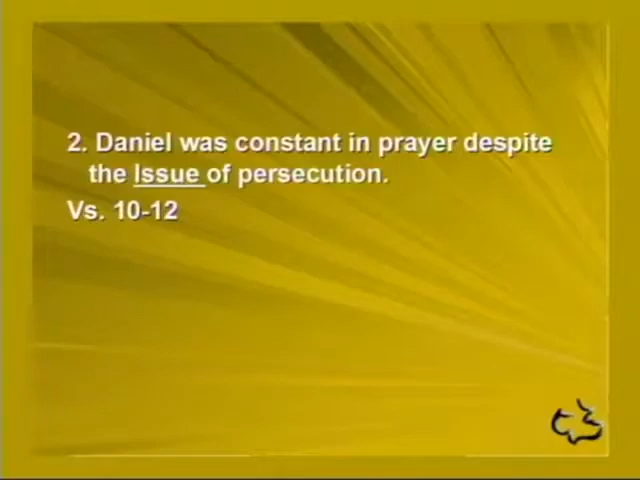 2. Daniel was constant in prayer despite
the Issue of persecution.
Vs. 10-12